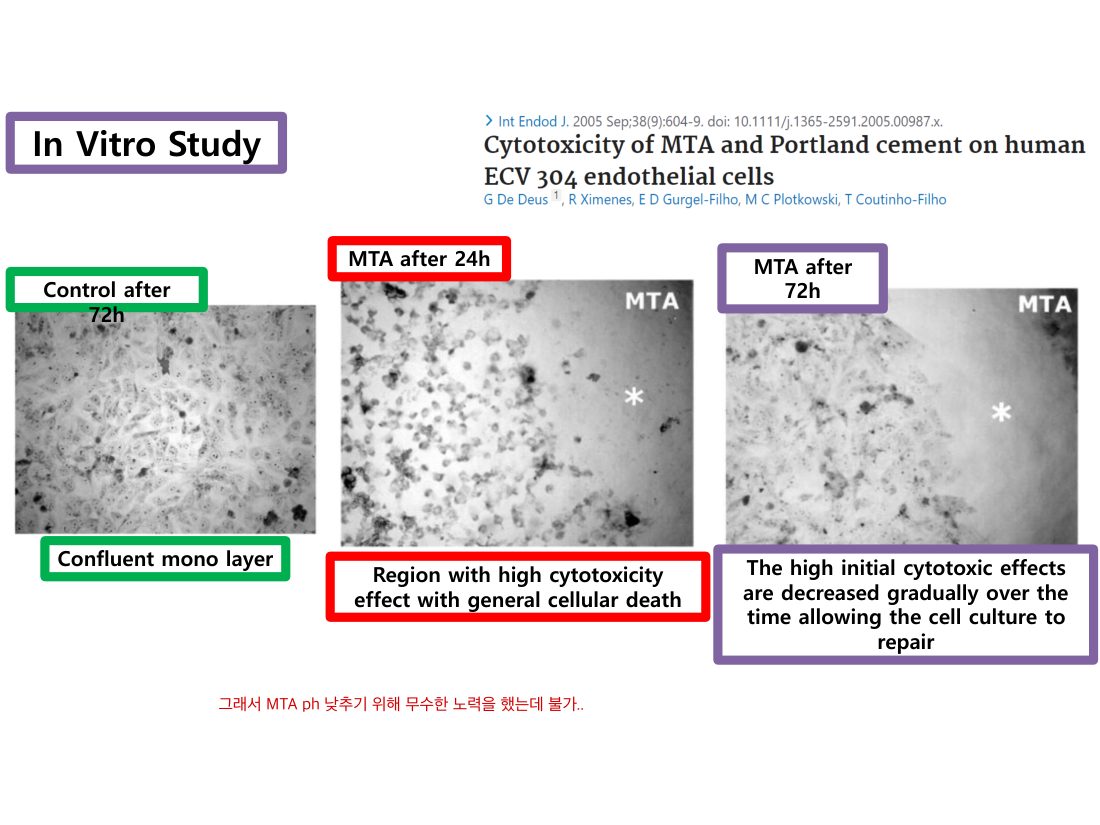 In Vitro Study
> Int Endod J. 2005 Sep;38(9):604-9. doi: 10.1111/j.1365-2591.2005.00987.x.
Cytotoxicity of MTA and Portland cement on human
ECV 304 endothelial cells
G De Deus 1, R Ximenes, E D Gurgel-Filho, M C Plotkowski, T Coutinho-Filho
Control after
72h
Confluent mono layer
MTA after 24h
MTA
*
Region with high cytotoxicity
effect with general cellular death
MTA after
72h
MTA
*
The high initial cytotoxic effects
are decreased gradually over the
time allowing the cell culture to
repair
그래서 MTA ph 낮추기 위해 무수한 노력을 했는데 불가..